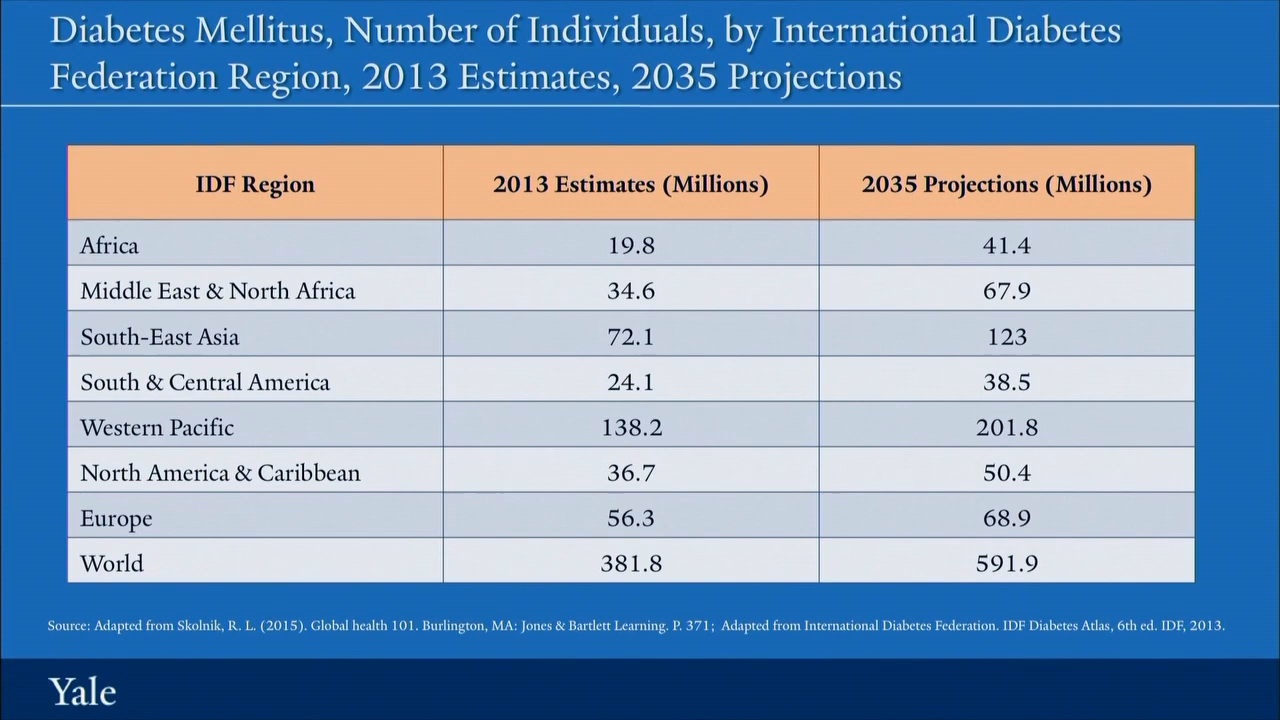 Diabetes Mellitus, Number of Individuals, by International Diabetes
Federation Region, 2013 Estimates, 2035 Projections
IDF Region 2013 Estimates (Millions) 2035 Projections (Millions)
Africa 19.8 41.4
Middle East & North Africa 34.6 67.9
South-East Asia 72.1 123
South & Central America 24.1 38.5
Western Pacific 138.2 201.8
North America & Caribbean 36.7 50.4
Europe 56.3 68.9
World 381.8 591.9
Source: Adapted from Skolnik, R. L. (2015). Global health 101. Burlington, MA: Jones & Bartlett Learning. P. 371; Adapted from International Diabetes Federation. IDF Diabetes Atlas, 6th ed. IDF, 2013.
Yale